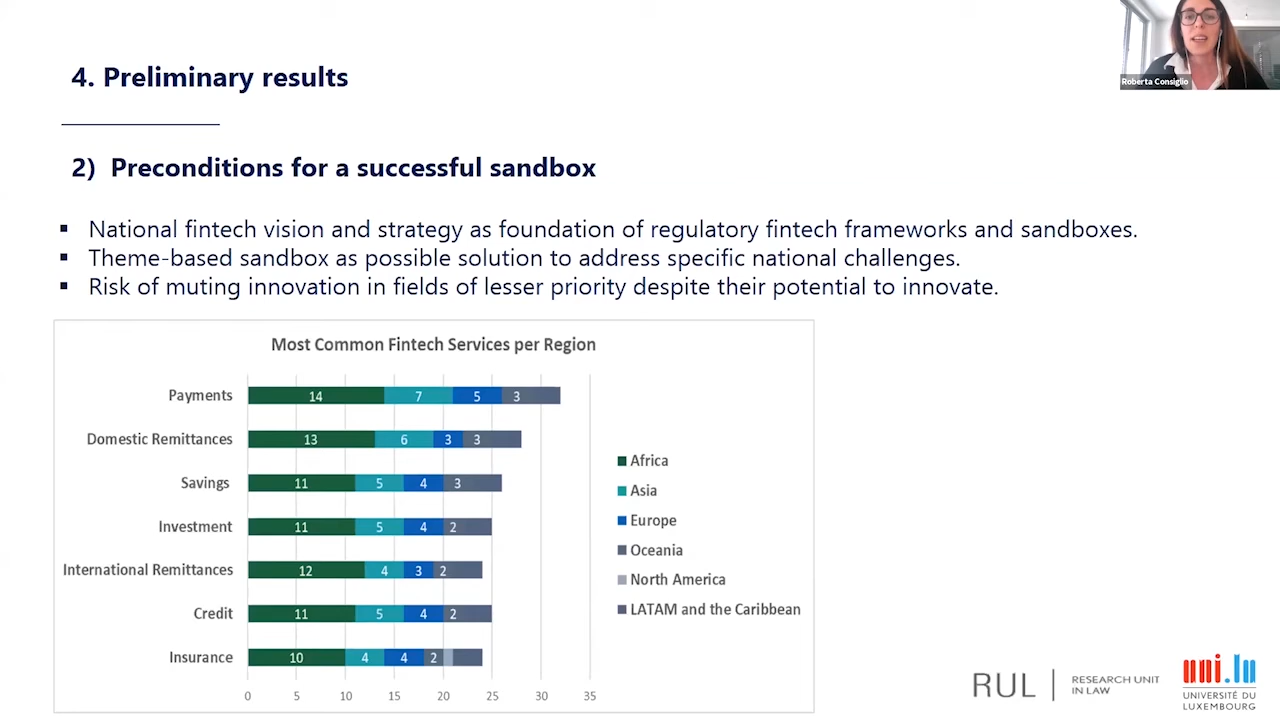 Roberta Consiglio
4. Preliminary results
2) Preconditions for a successful sandbox
▪ National fintech vision and strategy as foundation of regulatory fintech frameworks and sandboxes.
▪ Theme-based sandbox as possible solution to address specific national challenges.
▪ Risk of muting innovation in fields of lesser priority despite their potential to innovate.
Most Common Fintech Services per Region
Payments 14 7 5 3
Domestic Remittances 13 6 3 3
Savings 11 5 4 3
Investment 11 5 4 2
International Remittances 12 4 3 2
Credit 11 5 4 2
Insurance 10 4 4 2
0 5 10 15 20 25 30 35
Africa
Asia
Europe
Oceania
North America
LATAM and the Caribbean
RUL
RESEARCH UNIT
IN LAW
uni.lu
UNIVERSITÉ DU
LUXEMBOURG